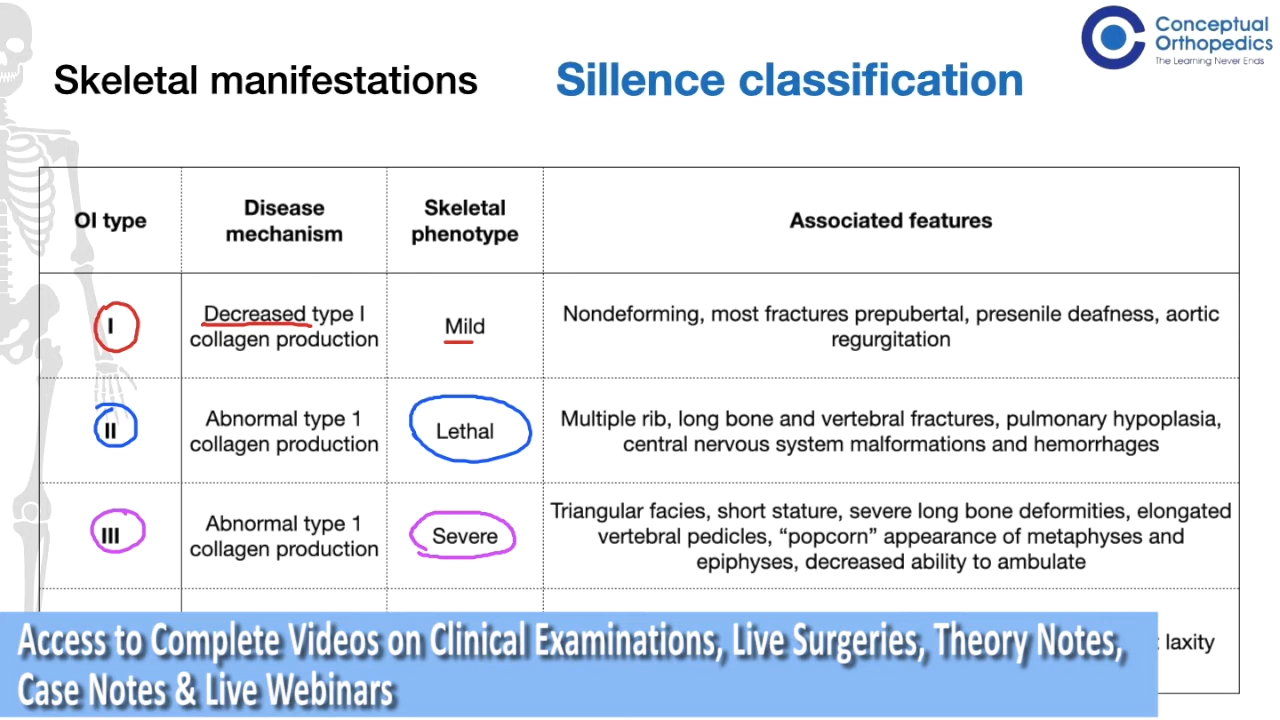 Conceptual
Orthopedics
The Learning Never Ends
Skeletal manifestations
Sillence classification
OI type
Disease
mechanism
Skeletal
phenotype
Associated features
I
Decreased type I
collagen production
Mild
Nondeforming, most fractures prepubertal, presenile deafness, aortic
regurgitation
II
Abnormal type 1
collagen production
Lethal
Multiple rib, long bone and vertebral fractures, pulmonary hypoplasia,
central nervous system malformations and hemorrhages
III
Abnormal type 1
collagen production
Severe
Triangular facies, short stature, severe long bone deformities, elongated
vertebral pedicles, “popcorn” appearance of metaphyses and
epiphyses, decreased ability to ambulate
laxity
Access to Complete Videos on Clinical Examinations, Live Surgeries, Theory Notes,
Case Notes & Live Webinars